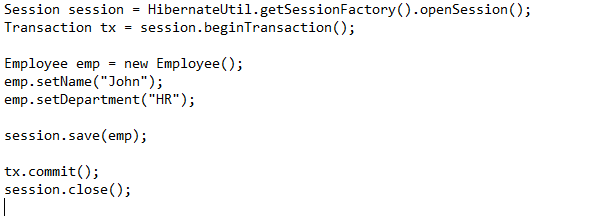 Session session = HibernateUtil.getSessionFactory().openSession();
Transaction tx = session.beginTransaction();
Employee emp = new Employee();
emp.setName("John");
emp.setDepartment("HR");
session.save(emp);
tx.commit();
session.close();